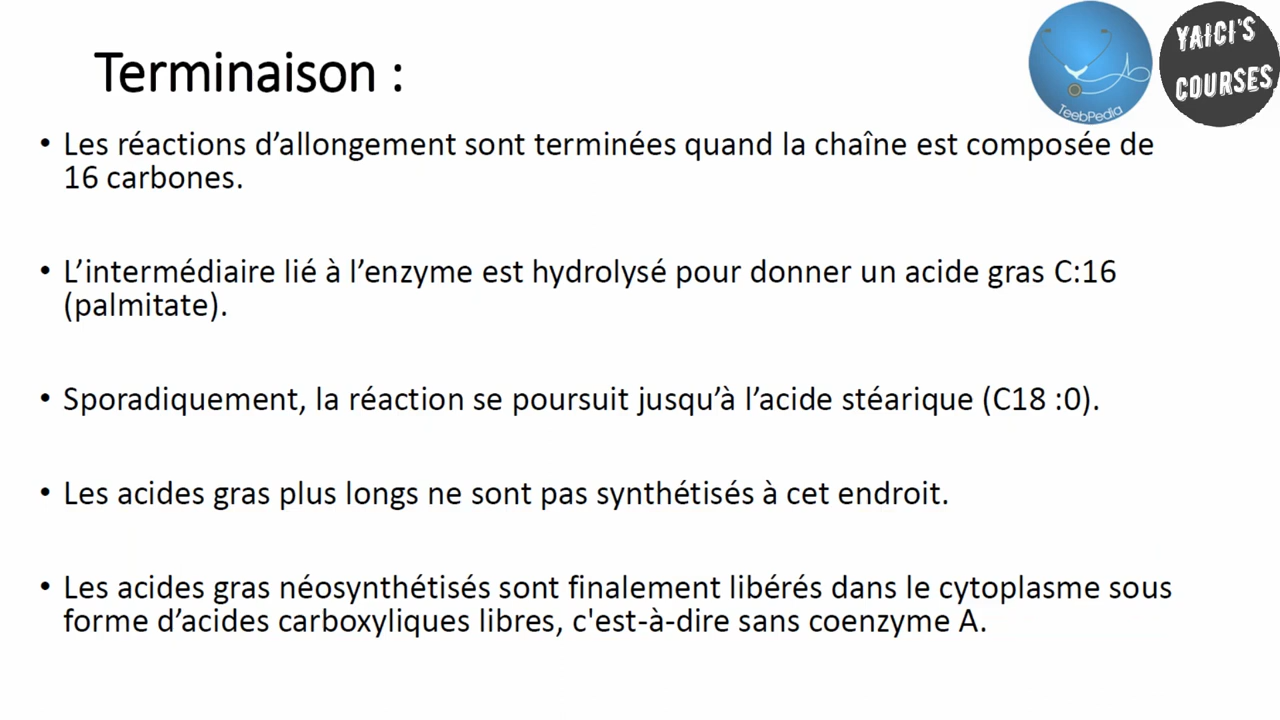 Terminaison :
TeebPedia
YAICI'S
COURSES
• Les réactions d’allongement sont terminées quand la chaîne est composée de
16 carbones.
• L’intermédiaire lié à l’enzyme est hydrolysé pour donner un acide gras C:16
(palmitate).
• Sporadiquement, la réaction se poursuit jusqu’à l’acide stéarique (C18 :0).
• Les acides gras plus longs ne sont pas synthétisés à cet endroit.
• Les acides gras néosynthétisés sont finalement libérés dans le cytoplasme sous
forme d’acides carboxyliques libres, c'est-à-dire sans coenzyme A.